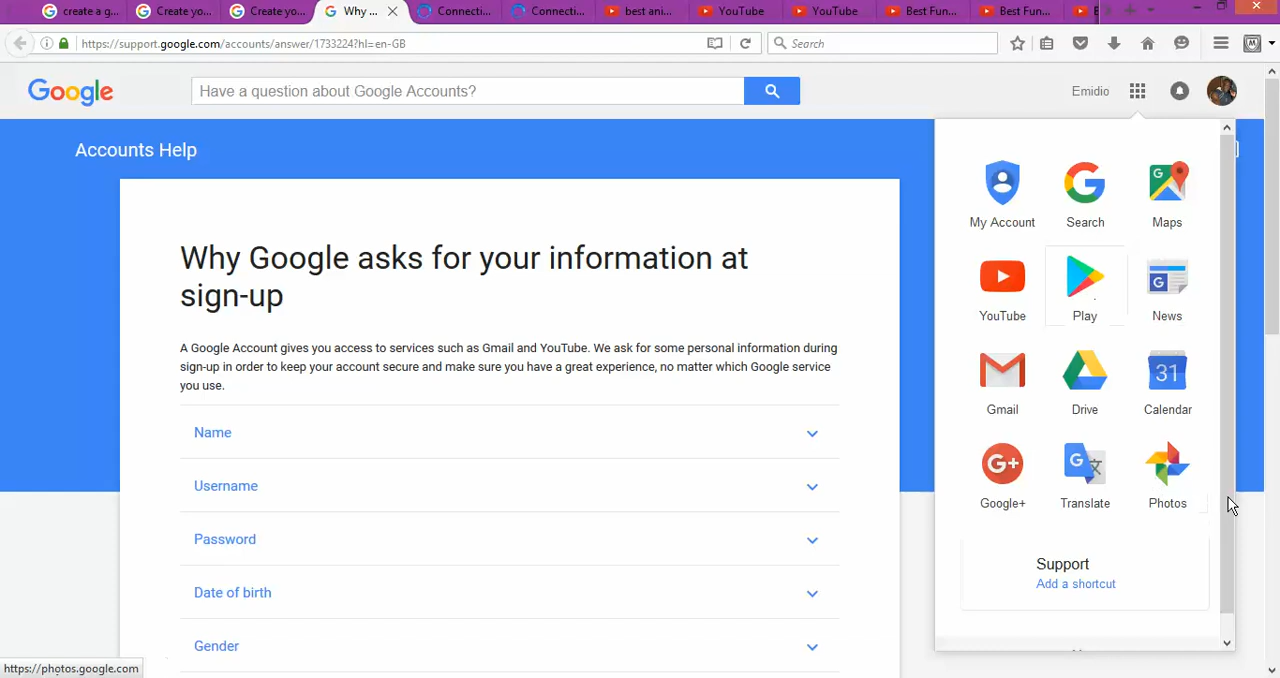 create a g...
Create yo...
Create yo...
Why ...
Connecti...
Connecti...
best ani...
YouTube
YouTube
Best Fun...
Best Fun...
https://support.google.com/accounts/answer/1733224?hl=en-GB
Search
Google
Have a question about Google Accounts?
Emidio
Accounts Help
Why Google asks for your information at
sign-up
A Google Account gives you access to services such as Gmail and YouTube. We ask for some personal information during
sign-up in order to keep your account secure and make sure you have a great experience, no matter which Google service
you use.
Name
Username
Password
Date of birth
Gender
My Account
Search
Maps
YouTube
Play
News
31
Gmail
Drive
Calendar
G+
Google+
Translate
Photos
Support
Add a shortcut
https://photos.google.com